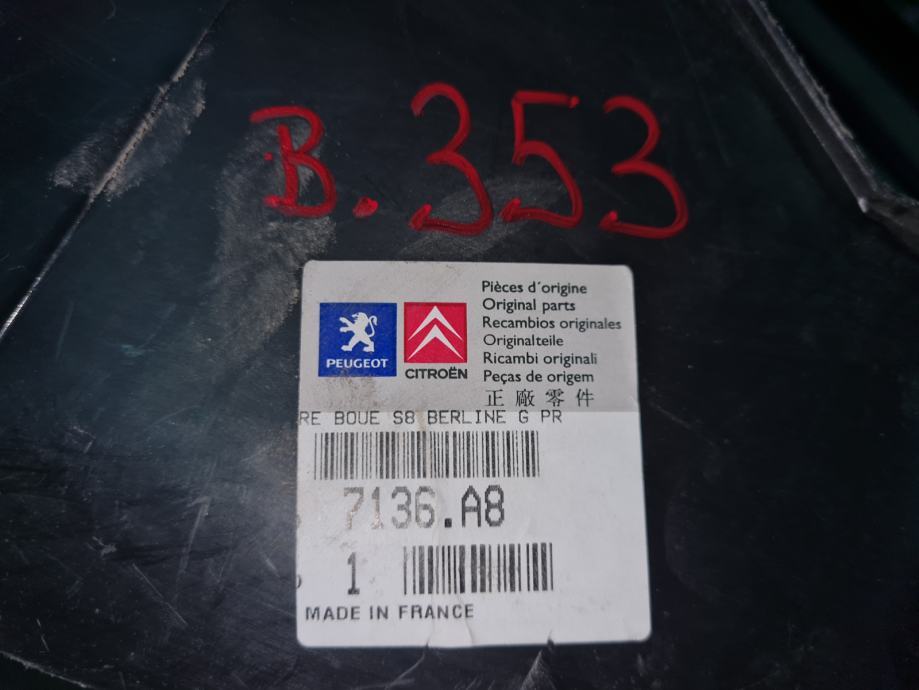 B.353
Pièces d'origine
Original parts
Recambios originales
Originalteile
Ricambi originali
Peças de origem
正廠零件
PEUGEOT
CITROËN
RE BOUE S8 BERLINE G PR
7136.A8
1
MADE IN FRANCE